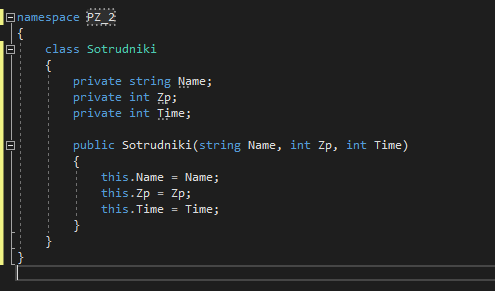 namespace PZ_2
{
class Sotrudniki
{
private string Name;
private int Zp;
private int Time;
public Sotrudniki(string Name, int Zp, int Time)
{
this.Name = Name;
this.Zp = Zp;
this.Time = Time;
}
}
}